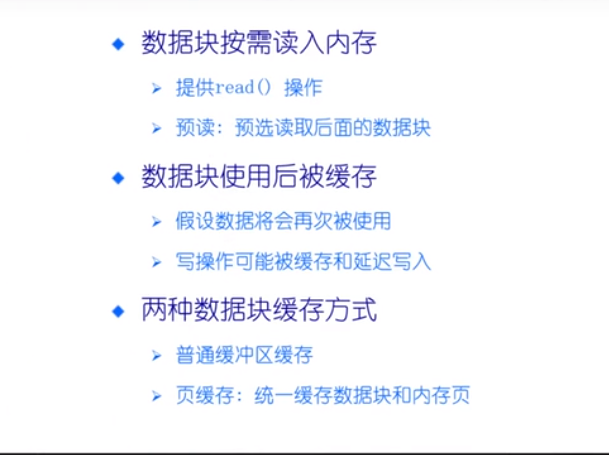 数据块按需读入内存
提供read() 操作
预读：预选读取后面的数据块
数据块使用后被缓存
假设数据将会再次被使用
写操作可能被缓存和延迟写入
两种数据块缓存方式
普通缓冲区缓存
页缓存：统一缓存数据块和内存页